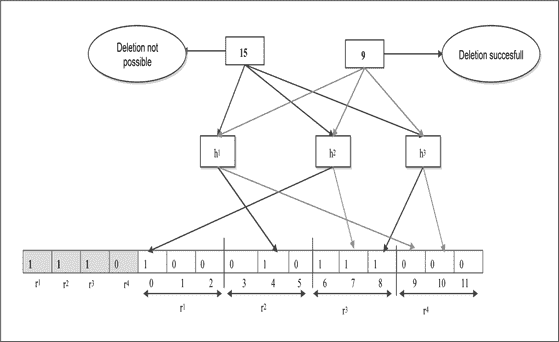 Deletion not possible
15
9
Deletion succesfull
h1
h2
h3
1 1 1 0 1 0 0 0 1 0 1 1 1 0 0 0
r1 r2 r3 r4 0 1 2 3 4 5 6 7 8 9 10 11
r1 r2 r3 r4